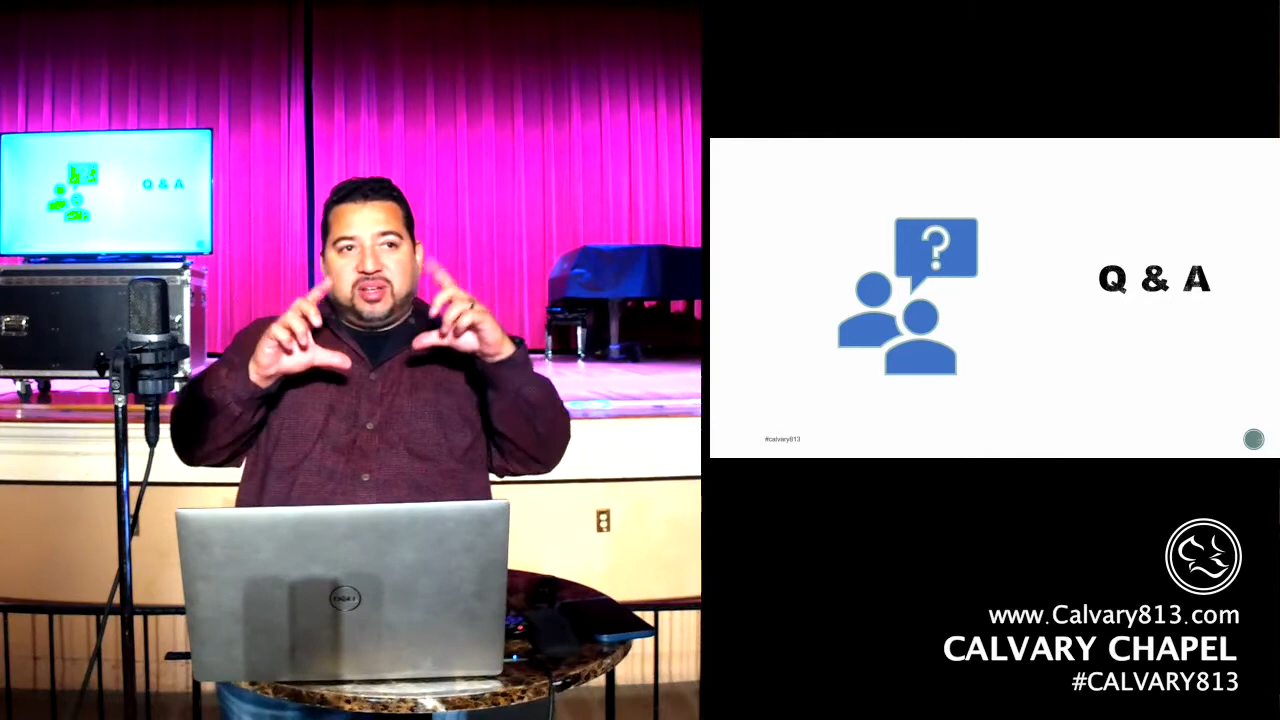 Q & A
DELL
Q & A
#calvary813
www.Calvary813.com
CALVARY CHAPEL
#CALVARY813